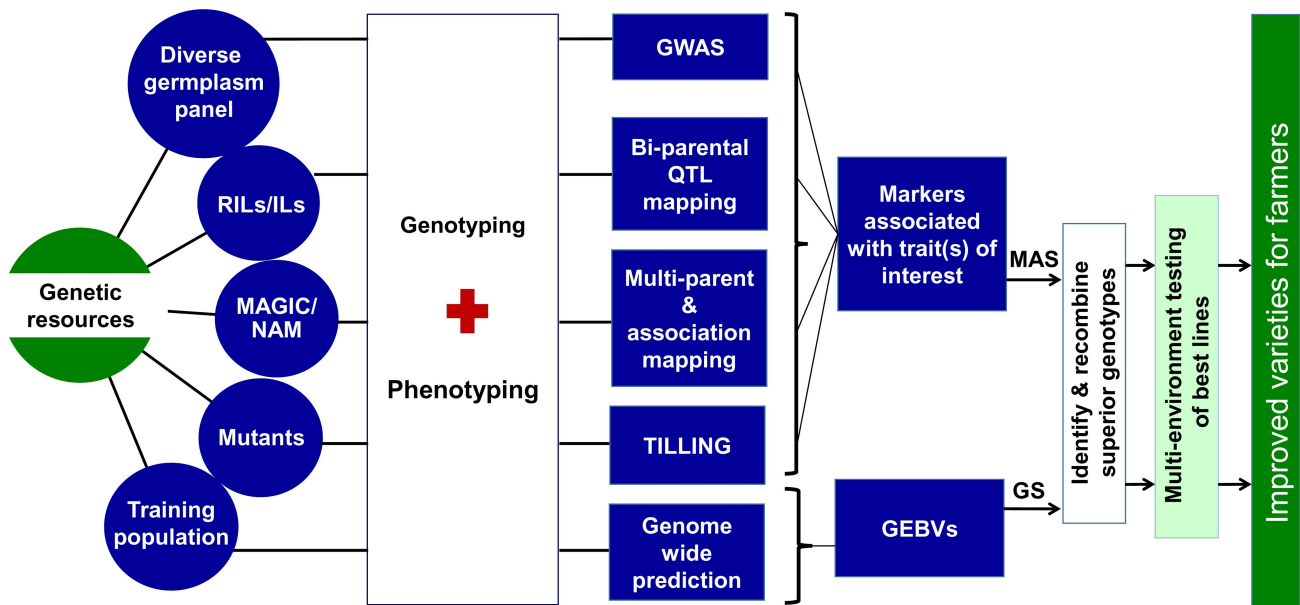 Diverse
germplasm
panel
RILs/ILs
Genetic
resources
MAGIC/
NAM
Mutants
Training
population
Genotyping
Phenotyping
GWAS
Bi-parental
QTL
mapping
Multi-parent
&
association
mapping
TILLING
Genome
wide
prediction
Markers
associated
with trait(s) of
interest
GEBVs
MAS
GS
Identify & recombine
superior genotypes
Multi-environment testing
of best lines
Improved varieties for farmers